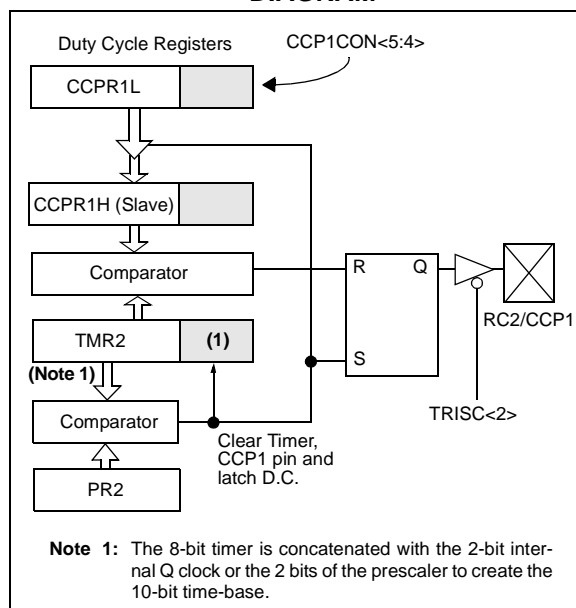 Duty Cycle Registers
CCP1CON<5:4>
CCPR1L
CCPR1H (Slave)
Comparator
R
Q
RC2/CCP1
TMR2
(1)
(Note 1)
S
TRISC<2>
Comparator
Clear Timer,
CCP1 pin and
latch D.C.
PR2
Note 1: The 8-bit timer is concatenated with the 2-bit inter-
nal Q clock or the 2 bits of the prescaler to create the
10-bit time-base.